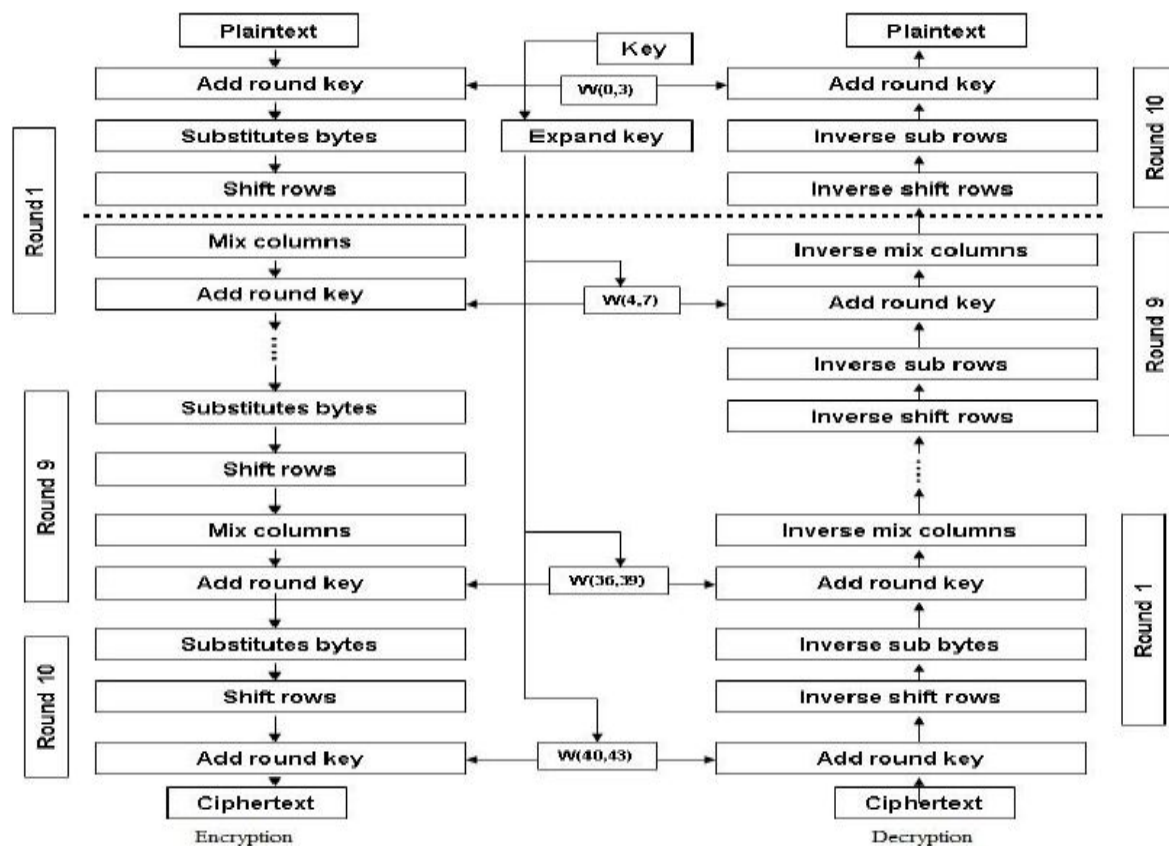 Plaintext
Add round key
Substitutes bytes
Shift rows
Mix columns
Add round key
Substitutes bytes
Shift rows
Mix columns
Add round key
Substitutes bytes
Shift rows
Add round key
Ciphertext
Encryption
Round 1
Round 9
Round 10
Key
W(0,3)
Expand key
W(4,7)
W(36,39)
W(40,43)
Plaintext
Add round key
Inverse sub rows
Inverse shift rows
Inverse mix columns
Add round key
Inverse sub rows
Inverse shift rows
Inverse mix columns
Add round key
Inverse sub bytes
Inverse shift rows
Add round key
Ciphertext
Decryption
Round 10
Round 9
Round 1